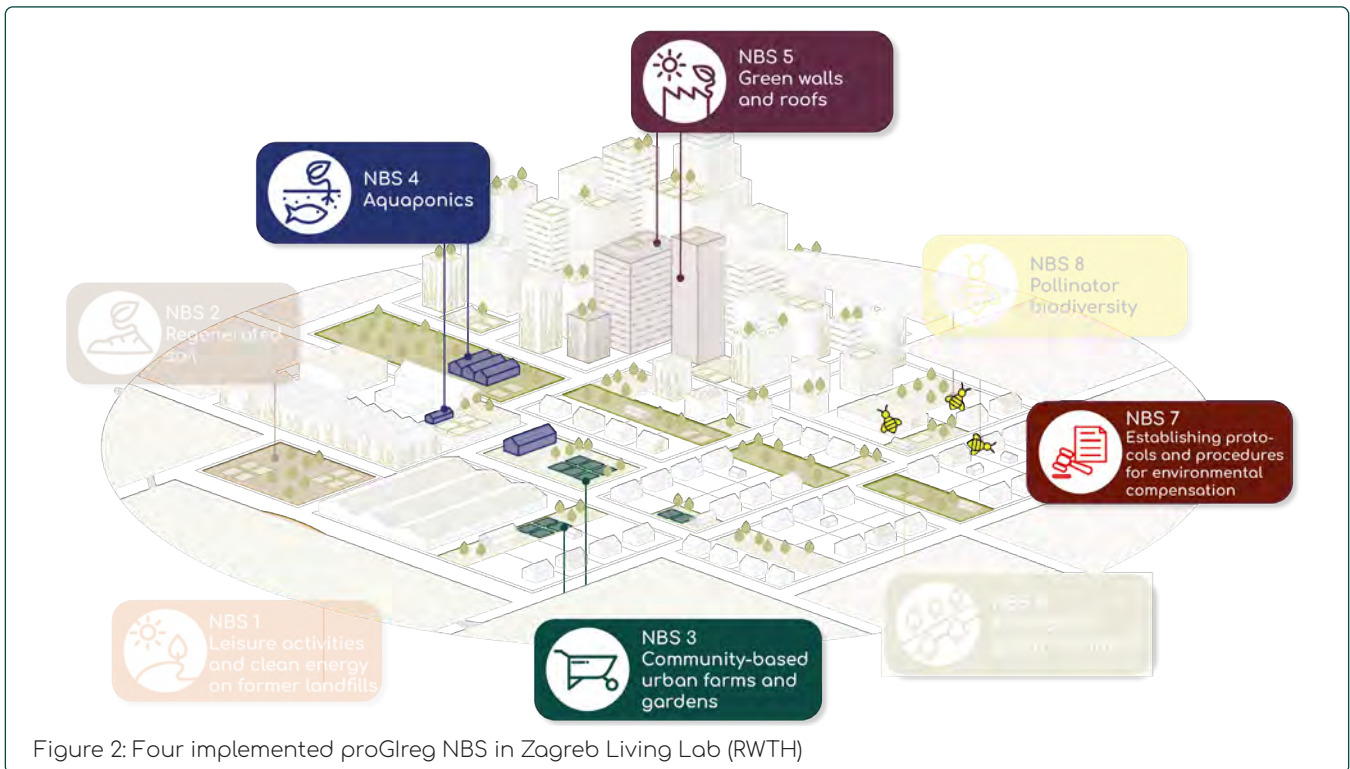 NBS 5
Green walls
and roofs
NBS 4
Aquaponics
NBS 8
Pollinator
biodiversity
NBS 2
Regenerated
soil
NBS 7
Establishing proto-
cols and procedures
for environmental
compensation
NBS 1
Leisure activities
and clean energy
on former landfills
NBS 3
Community-based
urban farms and
gardens
Figure 2: Four implemented proGIreg NBS in Zagreb Living Lab (RWTH)